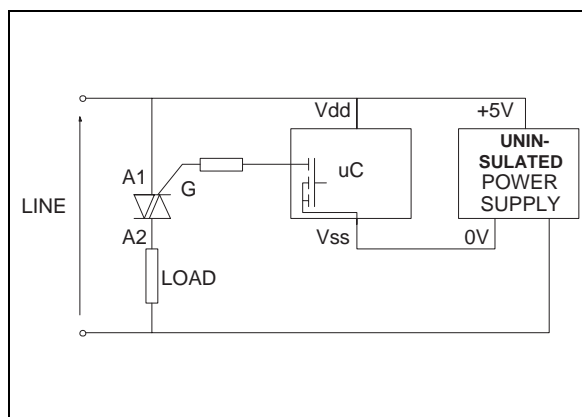 Vdd
+5V
UNIN-
SULATED
POWER
SUPPLY
A1
G
uC
LINE
A2
Vss
0V
LOAD